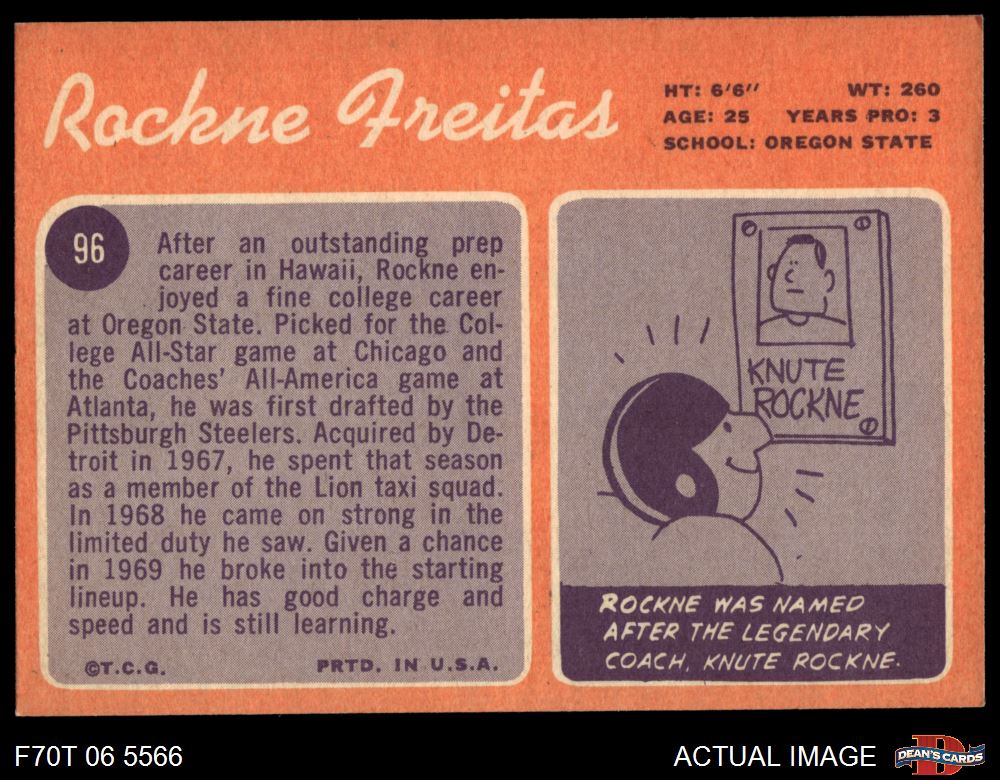 Rockne Freitas
HT: 6'6" WT: 260
AGE: 25 YEARS PRO: 3
SCHOOL: OREGON STATE
96
After an outstanding prep
career in Hawaii, Rockne en-
joyed a fine college career
at Oregon State. Picked for the Col-
lege All-Star game at Chicago and
the Coaches' All-America game at
Atlanta, he was first drafted by the
Pittsburgh Steelers. Acquired by De-
troit in 1967, he spent that season
as a member of the Lion taxi squad.
In 1968 he came on strong in the
limited duty he saw. Given a chance
in 1969 he broke into the starting
lineup. He has good charge and
speed and is still learning.
©T.C.G. PRTD. IN U.S.A.
KNUTE
ROCKNE
ROCKNE WAS NAMED
AFTER THE LEGENDARY
COACH, KNUTE ROCKNE.
F70T 06 5566
ACTUAL IMAGE
D
DEAN'S CARDS